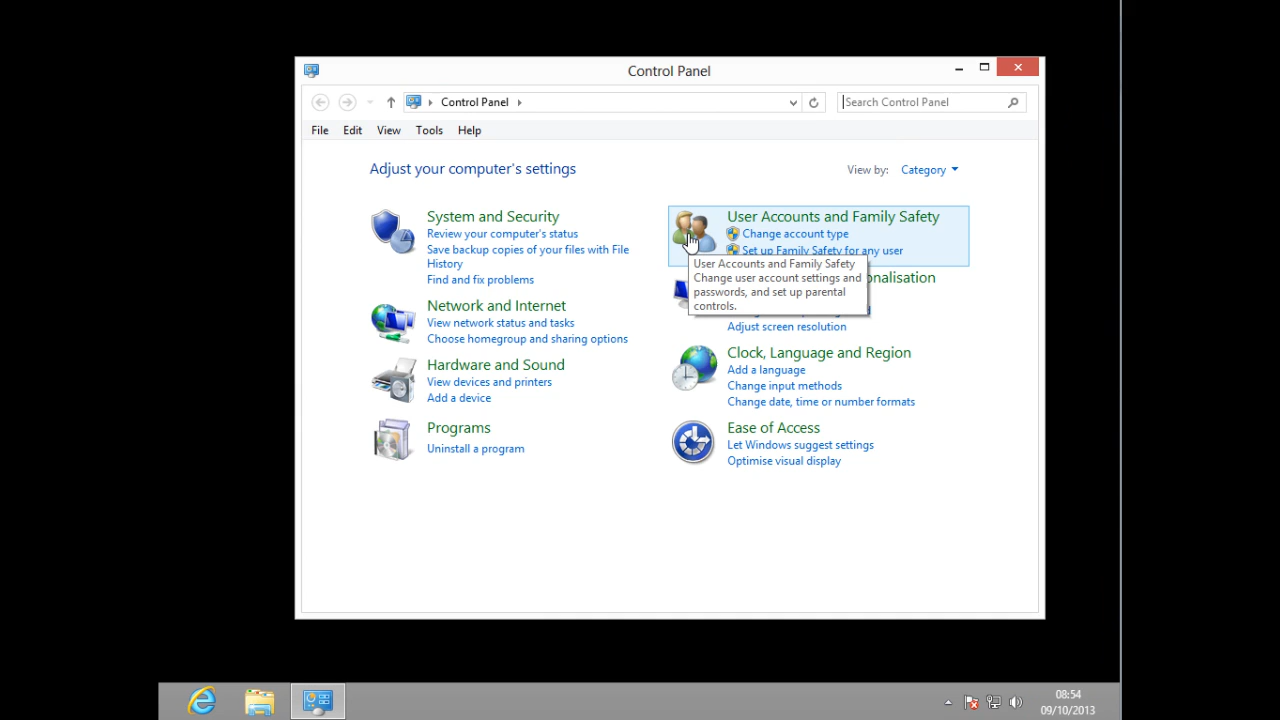 Control Panel
Control Panel
Search Control Panel
File Edit View Tools Help
Adjust your computer's settings
View by: Category
System and Security
Review your computer's status
Save backup copies of your files with File
History
Find and fix problems
Network and Internet
View network status and tasks
Choose homegroup and sharing options
Hardware and Sound
View devices and printers
Add a device
Programs
Uninstall a program
User Accounts and Family Safety
Change account type
Set up Family Safety for any user
User Accounts and Family Safety
Change user account settings and
passwords, and set up parental
controls.
onalisation
Adjust screen resolution
Clock, Language and Region
Add a language
Change input methods
Change date, time or number formats
Ease of Access
Let Windows suggest settings
Optimise visual display
08:54
09/10/2013